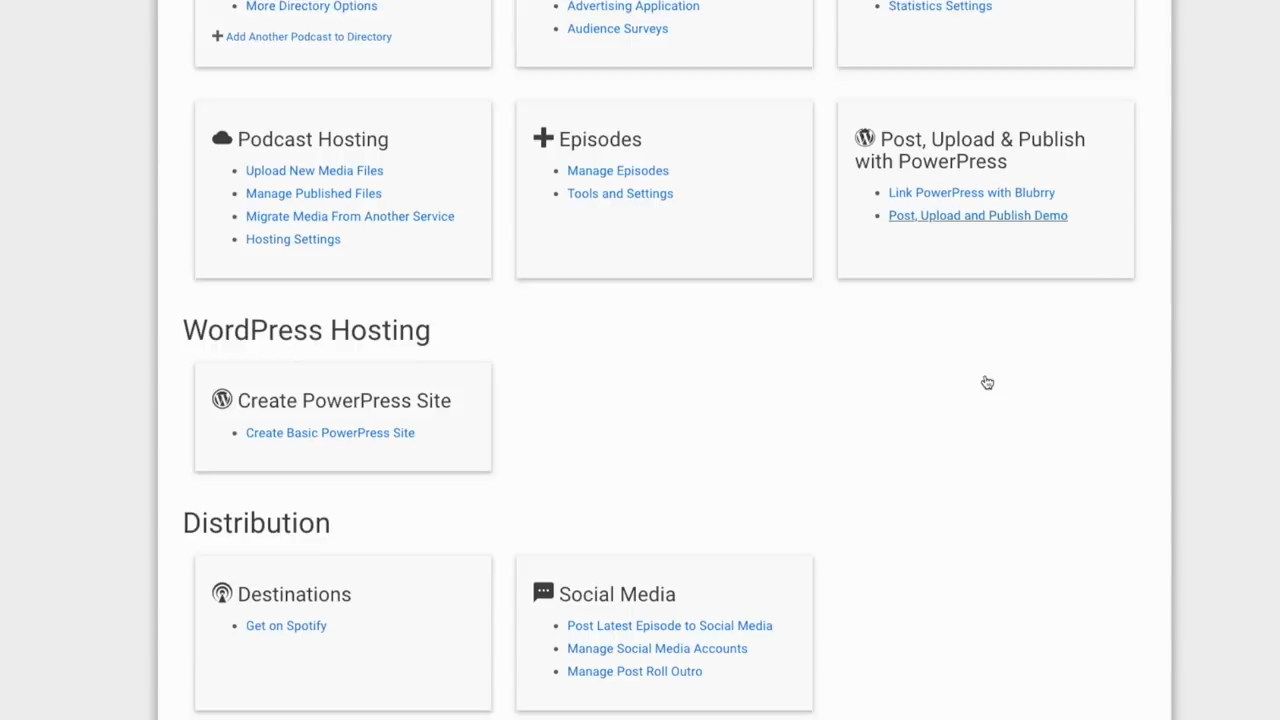 More Directory Options
Add Another Podcast to Directory
Advertising Application
Audience Surveys
Statistics Settings
Podcast Hosting
Upload New Media Files
Manage Published Files
Migrate Media From Another Service
Hosting Settings
Episodes
Manage Episodes
Tools and Settings
Post, Upload & Publish
with PowerPress
Link PowerPress with Blubrry
Post, Upload and Publish Demo
WordPress Hosting
Create PowerPress Site
Create Basic PowerPress Site
Distribution
Destinations
Get on Spotify
Social Media
Post Latest Episode to Social Media
Manage Social Media Accounts
Manage Post Roll Outro